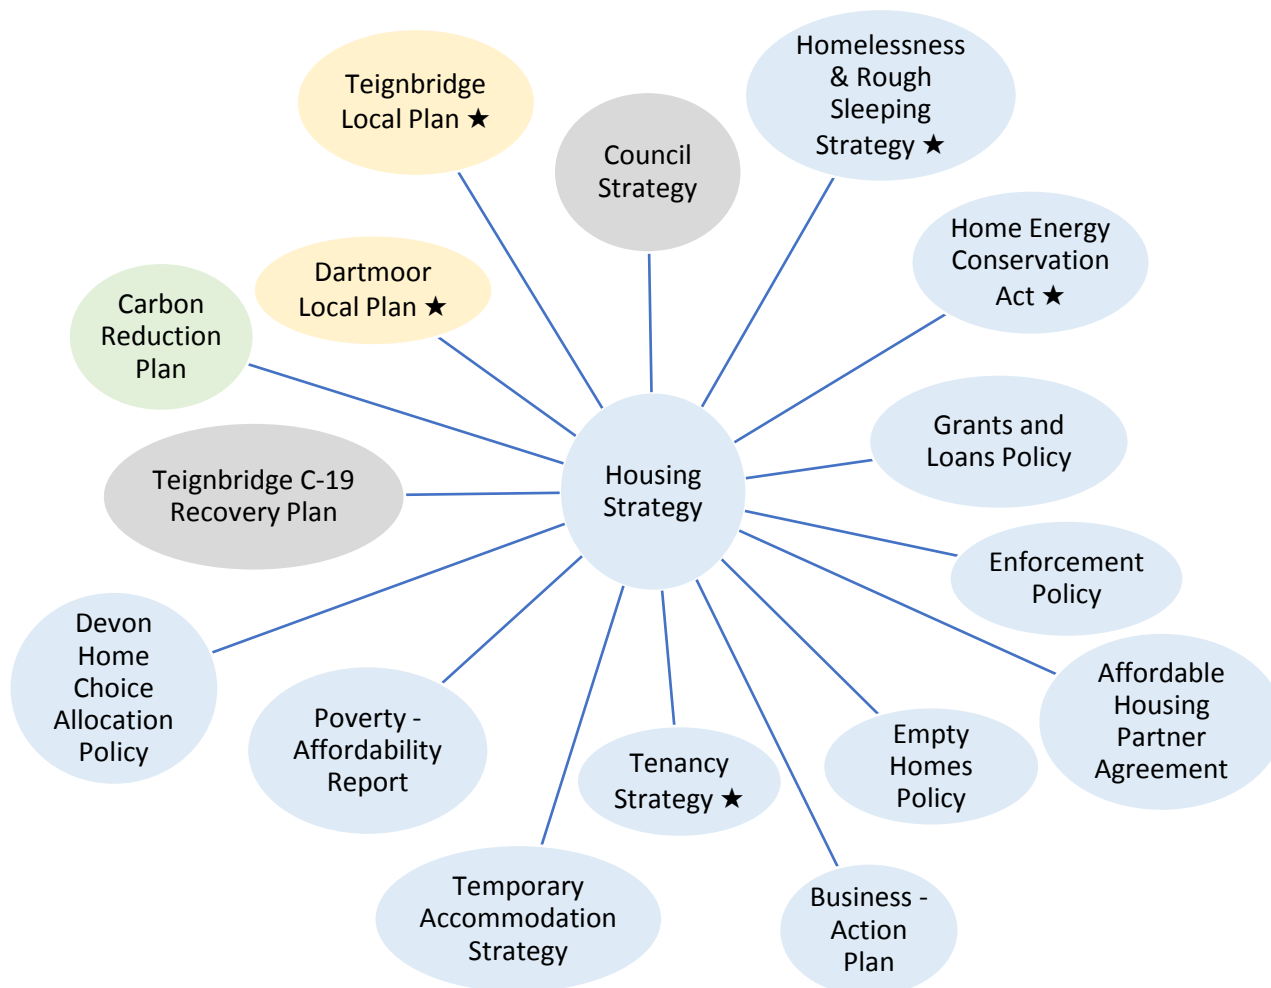 Teignbridge
Local Plan ★
Homelessness
& Rough
Sleeping
Strategy ★
Council
Strategy
Home Energy
Conservation
Act ★
Dartmoor
Local Plan ★
Carbon
Reduction
Plan
Grants and
Loans Policy
Teignbridge C-19
Recovery Plan
Housing
Strategy
Enforcement
Policy
Devon
Home
Choice
Allocation
Policy
Affordable
Housing
Partner
Agreement
Poverty -
Affordability
Report
Tenancy
Strategy ★
Empty
Homes
Policy
Temporary
Accommodation
Strategy
Business -
Action
Plan